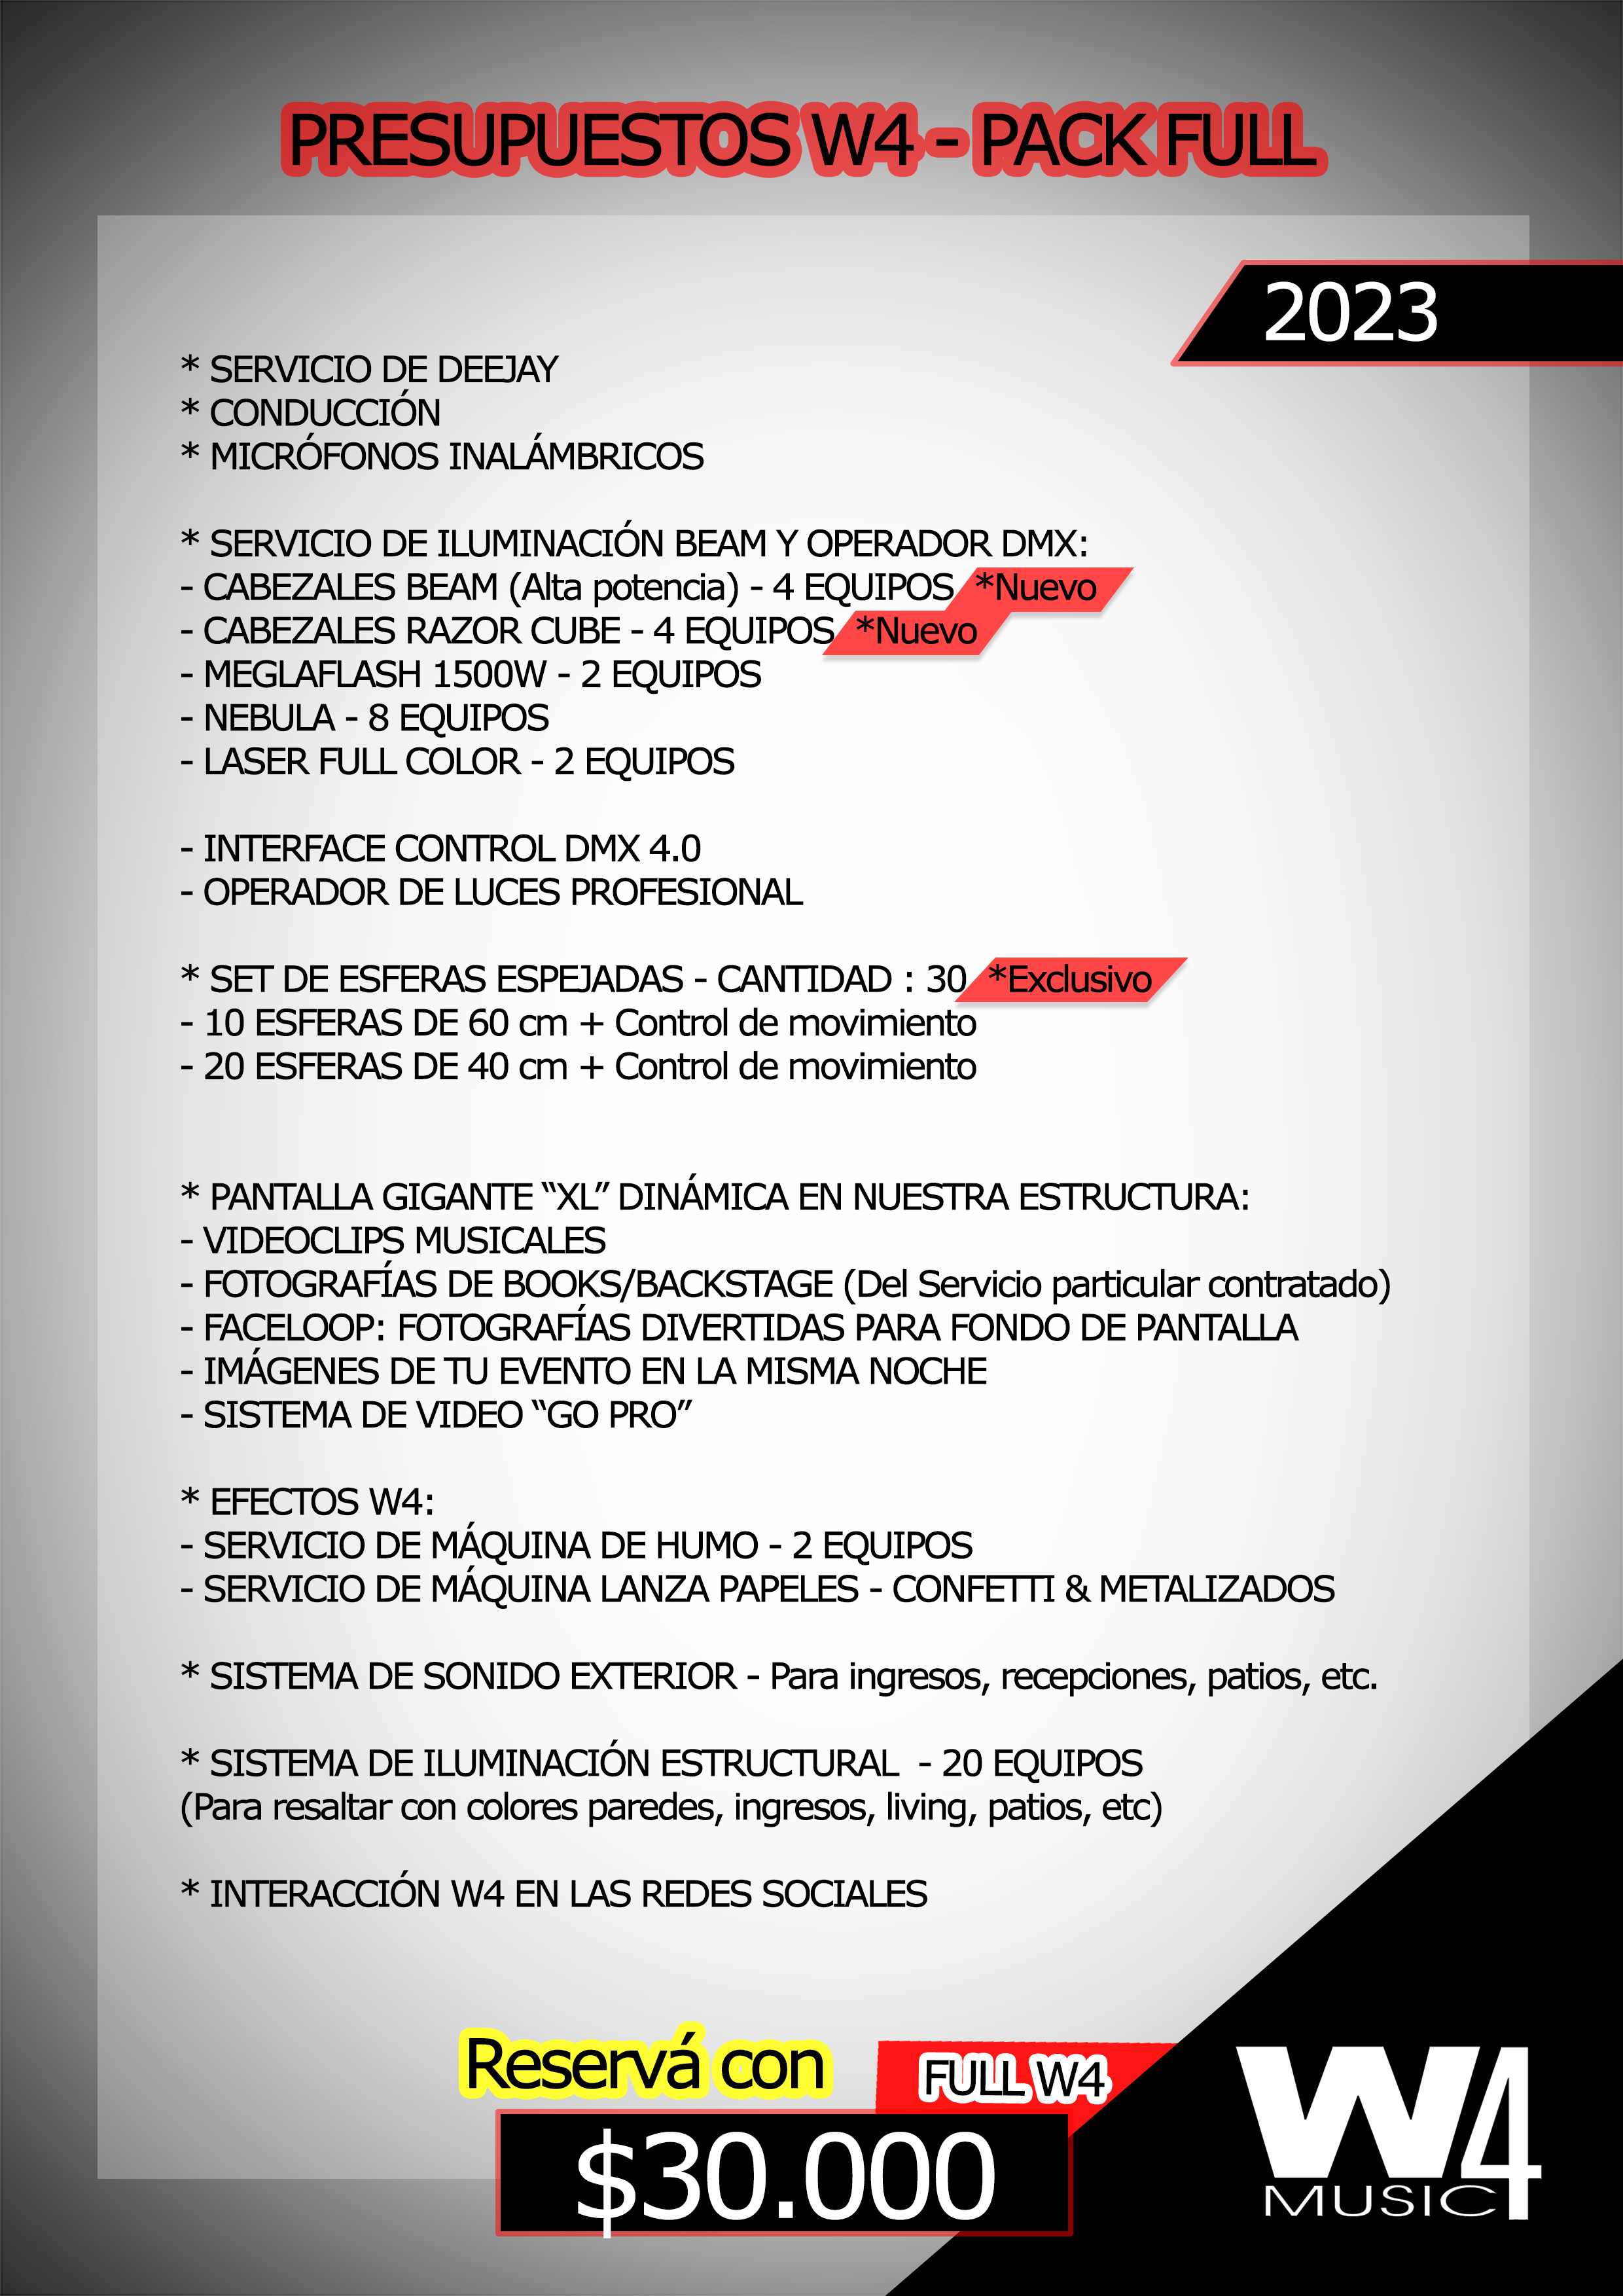 PRESUPUESTOS W4 - PACK FULL
2023
* SERVICIO DE DEEJAY
* CONDUCCIÓN
* MICRÓFONOS INALÁMBRICOS
* SERVICIO DE ILUMINACIÓN BEAM Y OPERADOR DMX:
- CABEZALES BEAM (Alta potencia) - 4 EQUIPOS *Nuevo
- CABEZALES RAZOR CUBE - 4 EQUIPOS *Nuevo
- MEGLAFLASH 1500W - 2 EQUIPOS
- NEBULA - 8 EQUIPOS
- LASER FULL COLOR - 2 EQUIPOS
- INTERFACE CONTROL DMX 4.0
- OPERADOR DE LUCES PROFESIONAL
* SET DE ESFERAS ESPEJADAS - CANTIDAD : 30 *Exclusivo
- 10 ESFERAS DE 60 cm + Control de movimiento
- 20 ESFERAS DE 40 cm + Control de movimiento
* PANTALLA GIGANTE “XL” DINÁMICA EN NUESTRA ESTRUCTURA:
- VIDEOCLIPS MUSICALES
- FOTOGRAFÍAS DE BOOKS/BACKSTAGE (Del Servicio particular contratado)
- FACELOOP: FOTOGRAFÍAS DIVERTIDAS PARA FONDO DE PANTALLA
- IMÁGENES DE TU EVENTO EN LA MISMA NOCHE
- SISTEMA DE VIDEO “GO PRO”
* EFECTOS W4:
- SERVICIO DE MÁQUINA DE HUMO - 2 EQUIPOS
- SERVICIO DE MÁQUINA LANZA PAPELES - CONFETTI & METALIZADOS
* SISTEMA DE SONIDO EXTERIOR - Para ingresos, recepciones, patios, etc.
* SISTEMA DE ILUMINACIÓN ESTRUCTURAL - 20 EQUIPOS
(Para resaltar con colores paredes, ingresos, living, patios, etc)
* INTERACCIÓN W4 EN LAS REDES SOCIALES
Reservá con
FULL W4
$30.000
W4
MUSIC